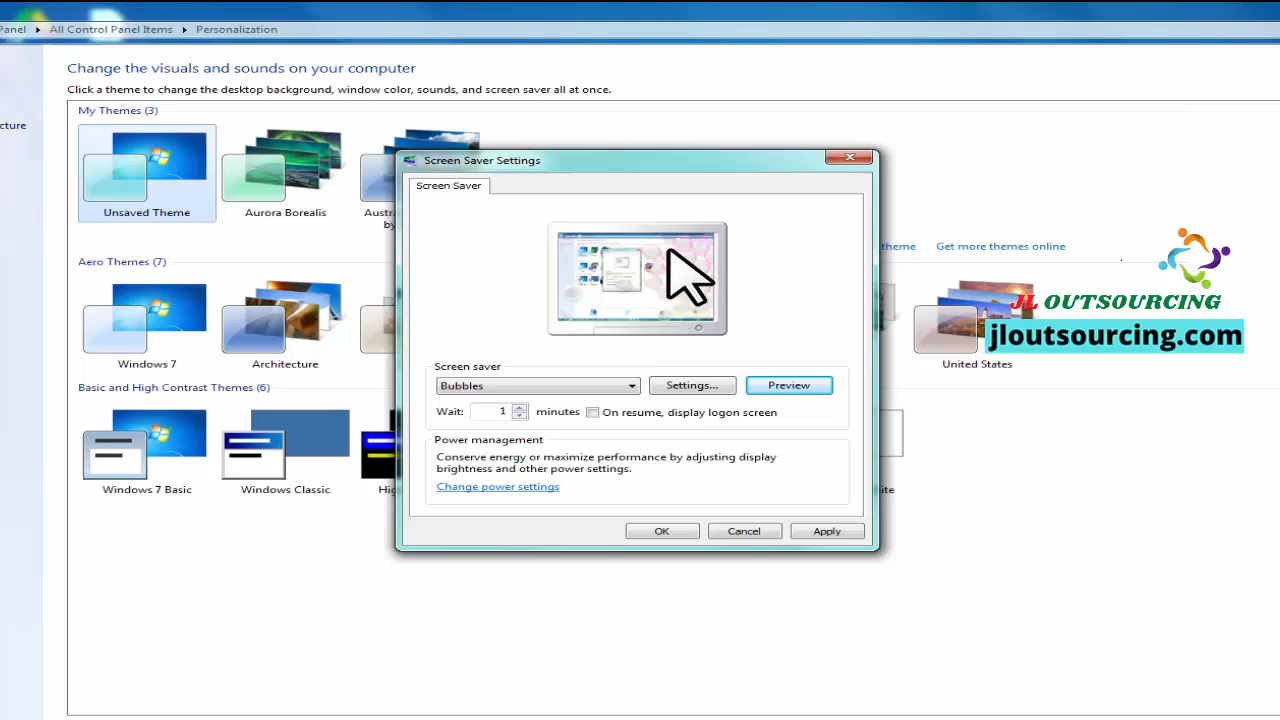 Panel ▸ All Control Panel Items ▸ Personalization
Change the visuals and sounds on your computer
Click a theme to change the desktop background, window color, sounds, and screen saver all at once.
My Themes (3)
cture
Unsaved Theme
Aurora Borealis
Austr
by
Screen Saver Settings
Screen Saver
theme
Get more themes online
Aero Themes (7)
JL OUTSOURCING
jloutsourcing.com
Windows 7
Architecture
United States
Screen saver
Bubbles
Settings...
Preview
Wait: 1 minutes
On resume, display logon screen
Basic and High Contrast Themes (6)
Power management
Conserve energy or maximize performance by adjusting display
brightness and other power settings.
Change power settings
Windows 7 Basic
Windows Classic
Hig
ite
OK
Cancel
Apply